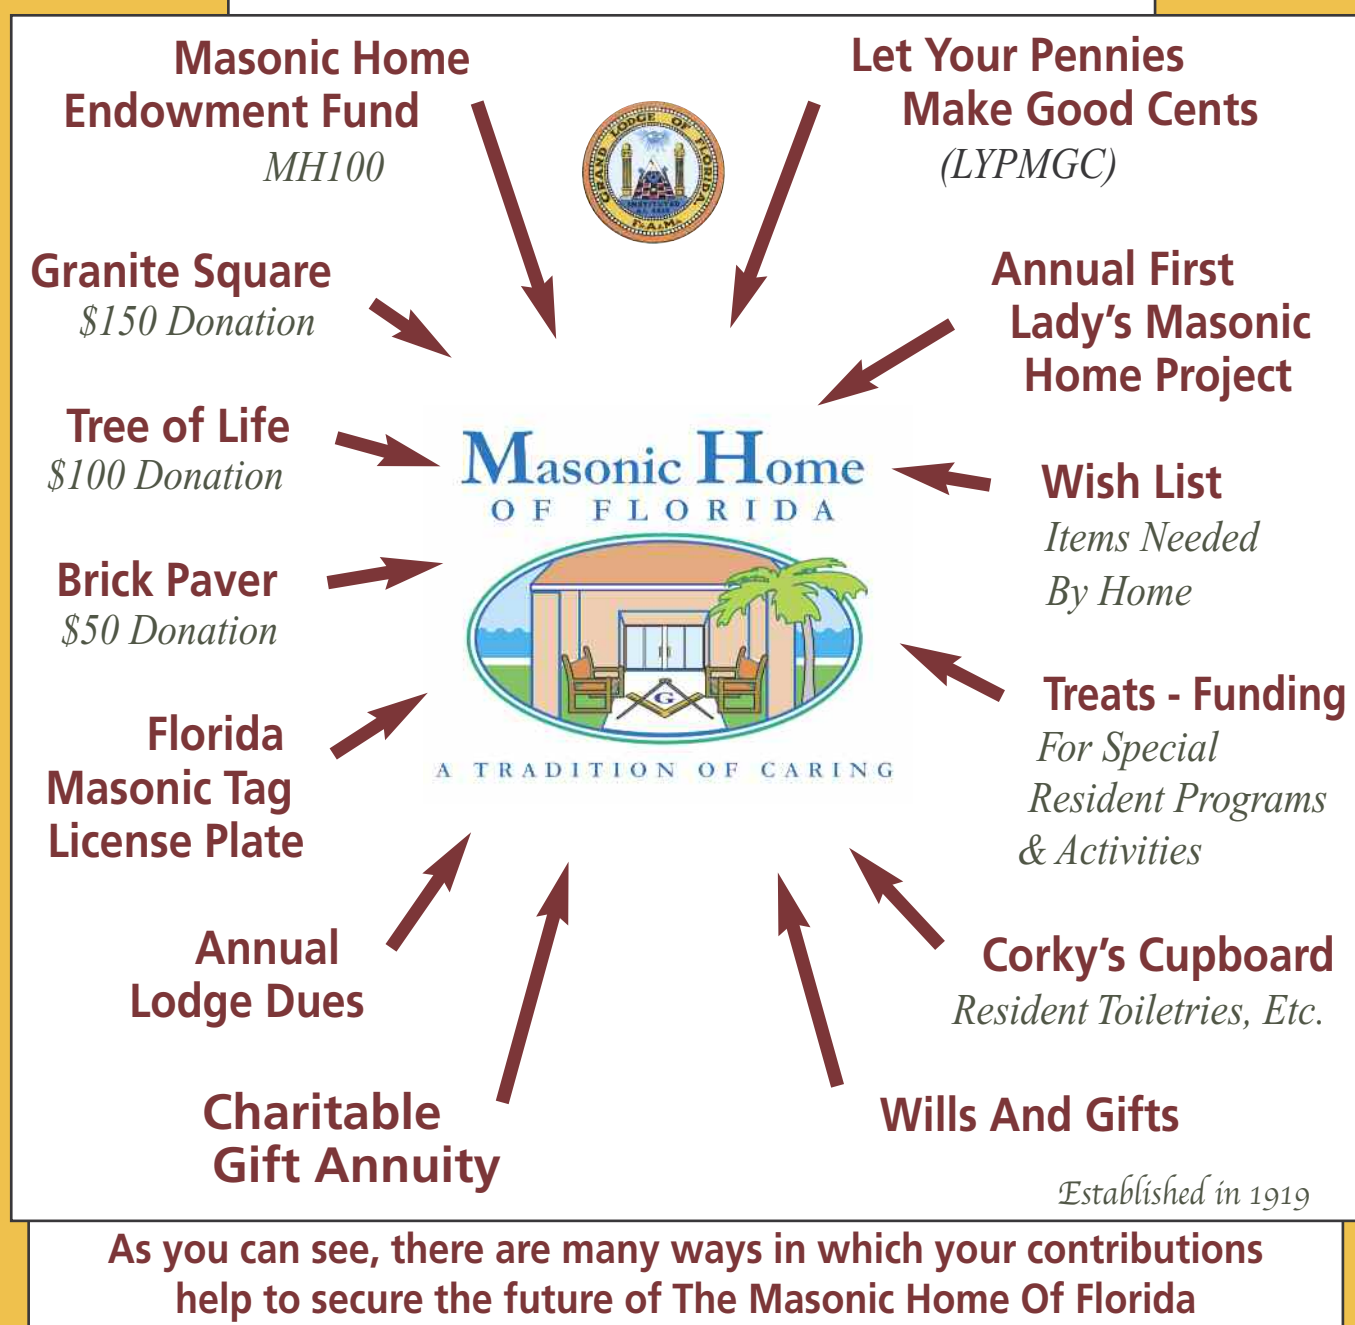 Masonic Home
Endowment Fund
MH100
Granite Square
$150 Donation
Tree of Life
$100 Donation
Brick Paver
$50 Donation
Florida
Masonic Tag
License Plate
Annual
Lodge Dues
Charitable
Gift Annuity
GRAND LODGE OF FLORIDA
INSTITUTED
F. & A. M.
Masonic Home
OF FLORIDA
G
A TRADITION OF CARING
Let Your Pennies
Make Good Cents
(LYPMGC)
Annual First
Lady’s Masonic
Home Project
Wish List
Items Needed
By Home
Treats - Funding
For Special
Resident Programs
& Activities
Corky’s Cupboard
Resident Toiletries, Etc.
Wills And Gifts
Established in 1919
As you can see, there are many ways in which your contributions
help to secure the future of The Masonic Home Of Florida